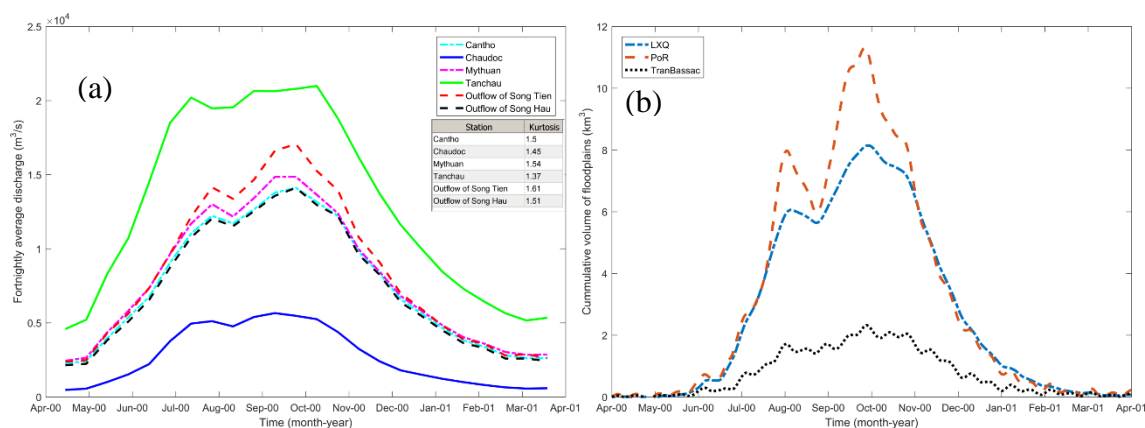 ×10⁴
(a)
2.5
2
1.5
1
0.5
0
Fortnightly average discharge (m³/s)
Apr-00 May-00 Jun-00 Jul-00 Aug-00 Sep-00 Oct-00 Nov-00 Dec-00 Jan-01 Feb-01 Mar-01 Apr-01
Time (month-year)
Cantho
Chaudoc
Mythuan
Tanchau
Outflow of Song Tien
Outflow of Song Hau
Station Kurtosis
Cantho 1.5
Chaudoc 1.45
Mythuan 1.54
Tanchau 1.37
Outflow of Song Tien 1.61
Outflow of Song Hau 1.51
(b)
12
10
8
6
4
2
0
Cummulative volume of floodplains (km³)
Apr-00 May-00 Jun-00 Jul-00 Aug-00 Sep-00 Oct-00 Nov-00 Dec-00 Jan-01 Feb-01 Mar-01 Apr-01
Time (month-year)
LXQ
PoR
TranBassac